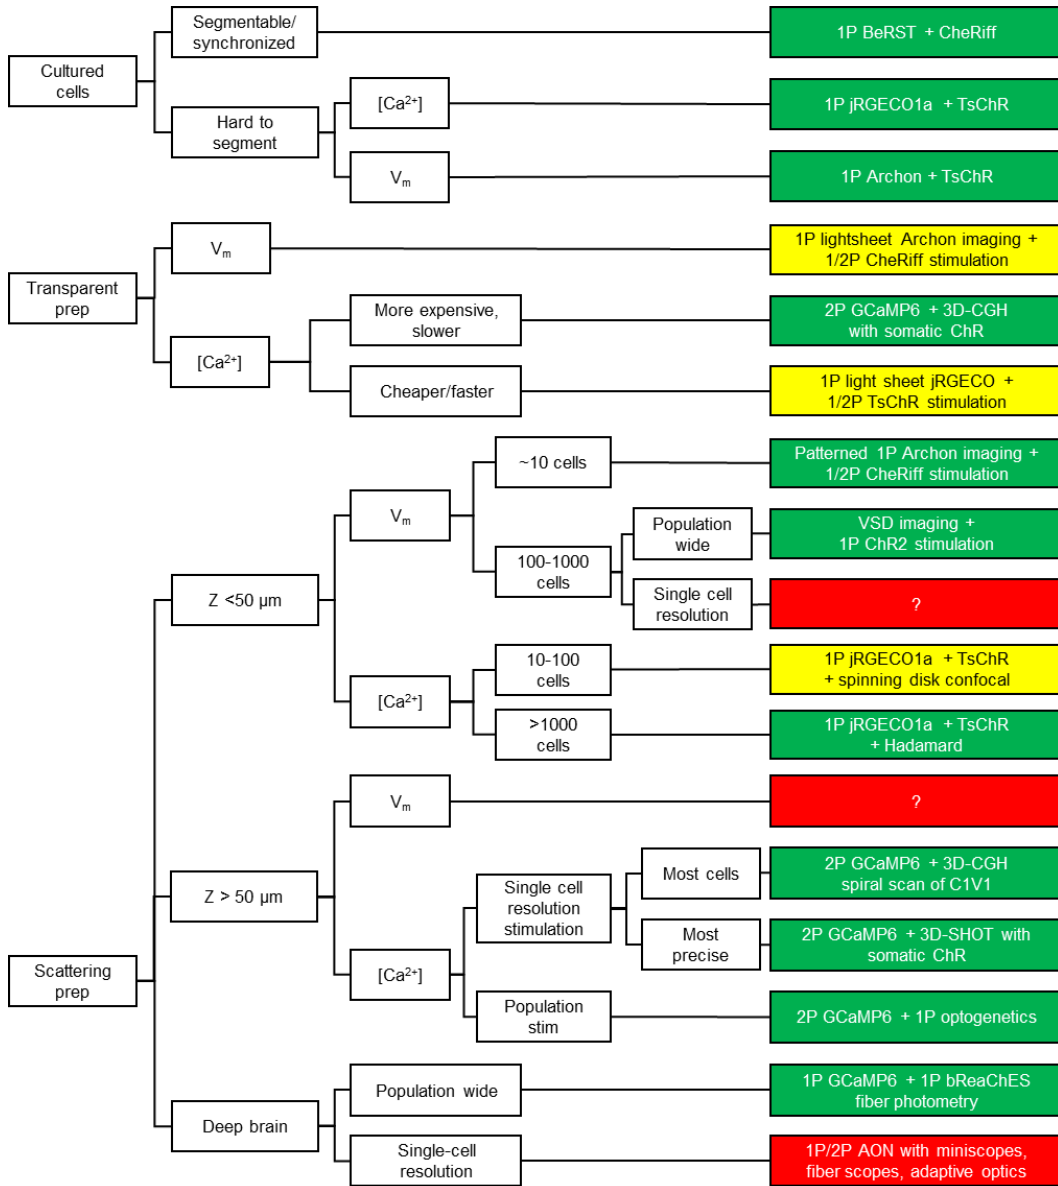 Segmentable/
synchronized
1P BeRST + CheRiff
Cultured
cells
[Ca²⁺]
1P jRGECO1a + TsChR
Hard to
segment
Vₘ
1P Archon + TsChR
Vₘ
1P lightsheet Archon imaging +
1/2P CheRiff stimulation
Transparent
prep
More expensive,
slower
2P GCaMP6 + 3D-CGH
with somatic ChR
[Ca²⁺]
Cheaper/faster
1P light sheet jRGECO +
1/2P TsChR stimulation
~10 cells
Patterned 1P Archon imaging +
1/2P CheRiff stimulation
Vₘ
Population
wide
VSD imaging +
1P ChR2 stimulation
100-1000
cells
Z <50 µm
Single cell
resolution
?
10-100
cells
1P jRGECO1a + TsChR
+ spinning disk confocal
[Ca²⁺]
>1000
cells
1P jRGECO1a + TsChR
+ Hadamard
Vₘ
?
Most cells
2P GCaMP6 + 3D-CGH
spiral scan of C1V1
Z > 50 µm
Single cell
resolution
stimulation
Most
precise
2P GCaMP6 + 3D-SHOT with
somatic ChR
Scattering
prep
[Ca²⁺]
Population
stim
2P GCaMP6 + 1P optogenetics
Population wide
1P GCaMP6 + 1P bReaChES
fiber photometry
Deep brain
Single-cell
resolution
1P/2P AON with miniscopes,
fiber scopes, adaptive optics